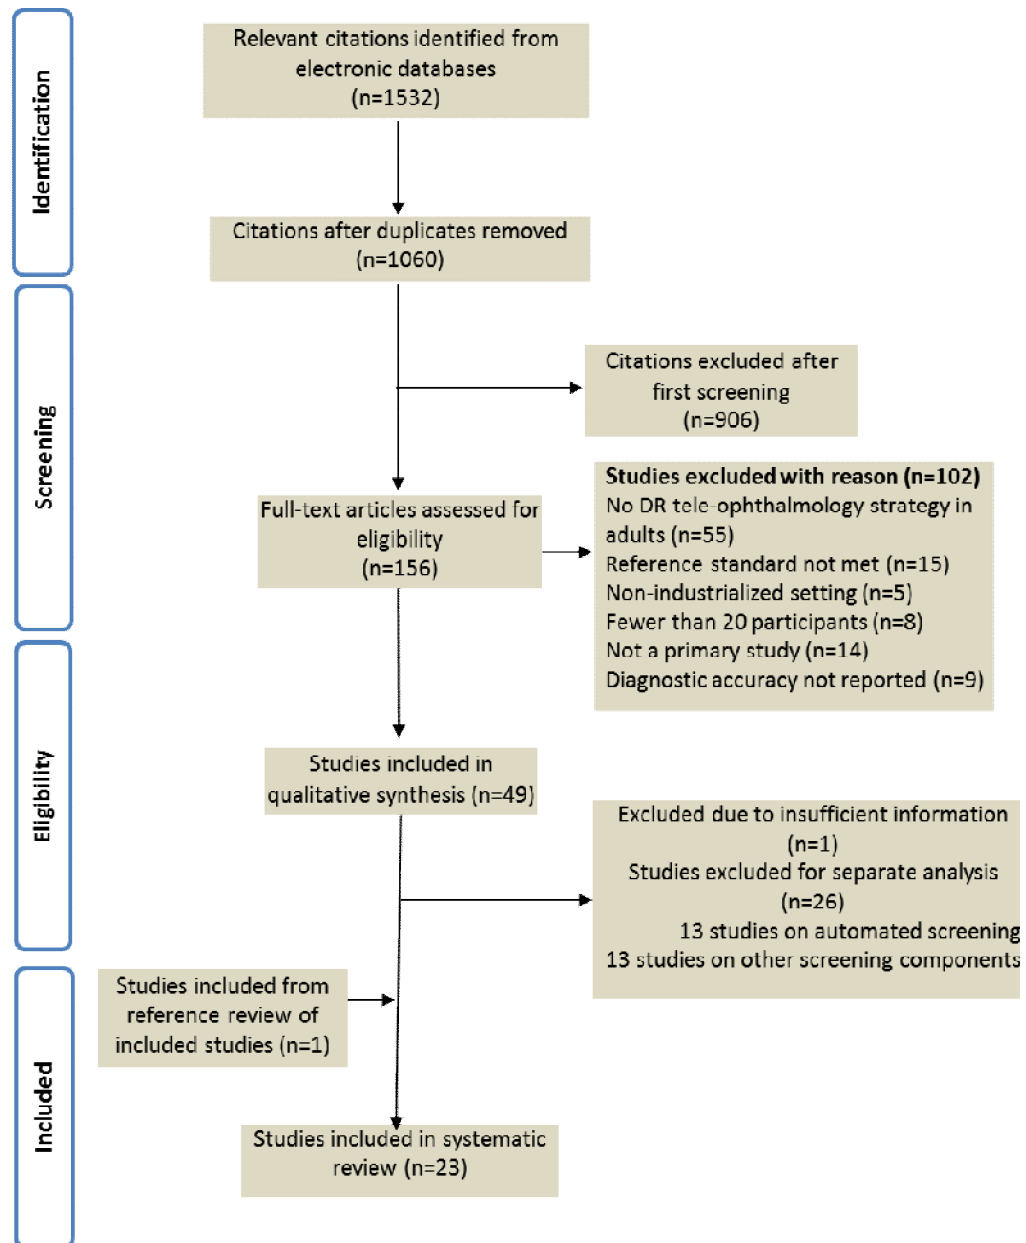 Identification
Relevant citations identified from
electronic databases
(n=1532)
Citations after duplicates removed
(n=1060)
Screening
Citations excluded after
first screening
(n=906)
Full-text articles assessed for
eligibility
(n=156)
Studies excluded with reason (n=102)
No DR tele-ophthalmology strategy in
adults (n=55)
Reference standard not met (n=15)
Non-industrialized setting (n=5)
Fewer than 20 participants (n=8)
Not a primary study (n=14)
Diagnostic accuracy not reported (n=9)
Eligibility
Studies included in
qualitative synthesis (n=49)
Excluded due to insufficient information
(n=1)
Studies excluded for separate analysis
(n=26)
13 studies on automated screening
13 studies on other screening components
Included
Studies included from
reference review of
included studies (n=1)
Studies included in systematic
review (n=23)